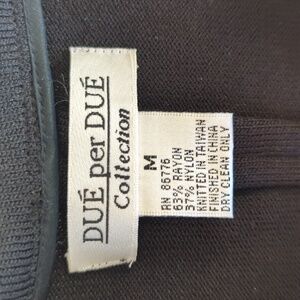 DUÉ per DUÉ
Collection
M
RN 86776
63% RAYON
37% NYLON
KNITTED IN TAIWAN
FINISHED IN CHINA
DRY CLEAN ONLY